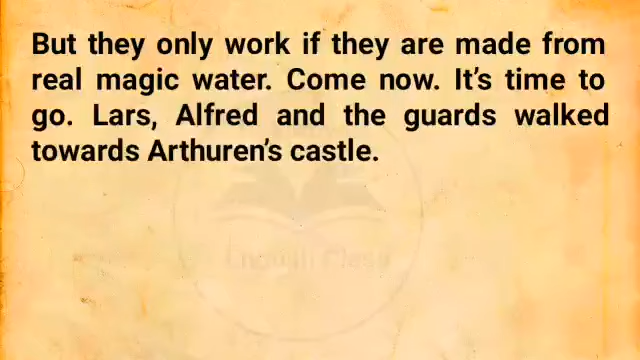 But they only work if they are made from
real magic water. Come now. It's time to
go. Lars, Alfred and the guards walked
towards Arthuren's castle.